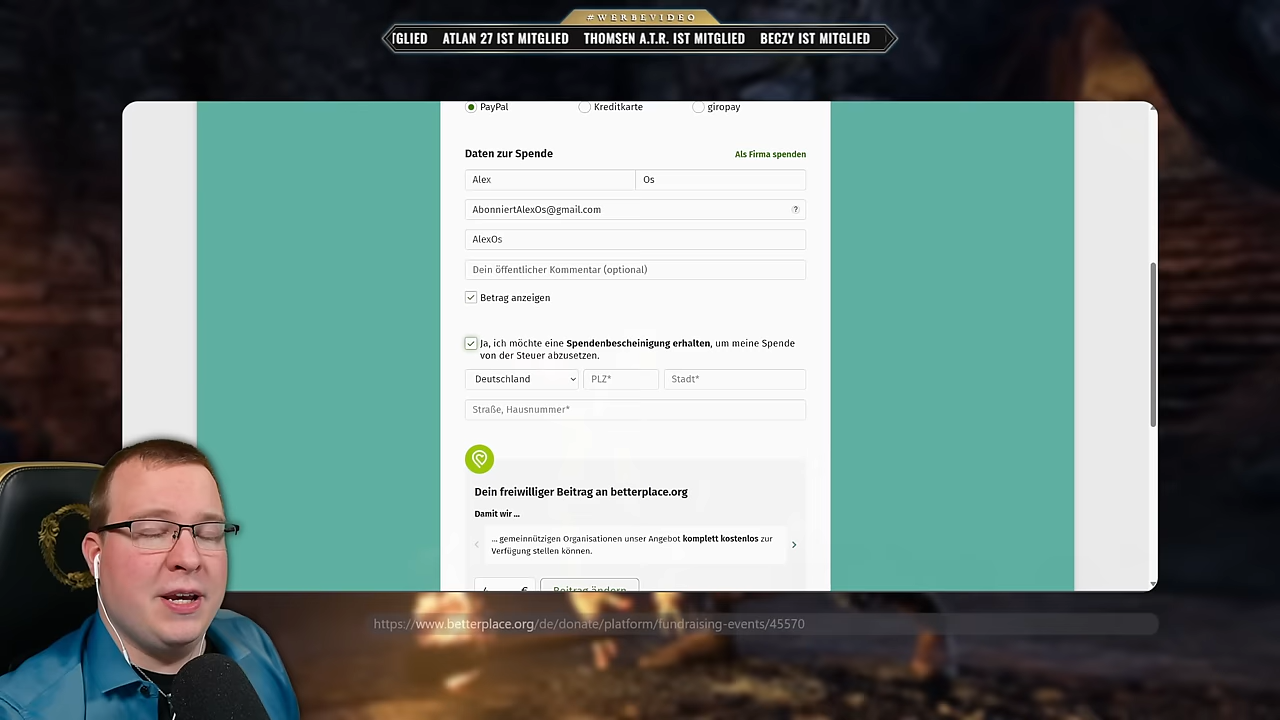 #WERBEVIDEO
TGLIED ATLAN 27 IST MITGLIED THOMSEN A.T.R. IST MITGLIED BECZY IST MITGLIED
PayPal Kreditkarte giropay
Daten zur Spende Als Firma spenden
Alex Os
AbonniertAlexOs@gmail.com ?
AlexOs
Dein öffentlicher Kommentar (optional)
Betrag anzeigen
Ja, ich möchte eine Spendenbescheinigung erhalten, um meine Spende
von der Steuer abzusetzen.
Deutschland PLZ* Stadt*
Straße, Hausnummer*
Dein freiwilliger Beitrag an betterplace.org
Damit wir ...
... gemeinnützigen Organisationen unser Angebot komplett kostenlos zur
Verfügung stellen können.
€ Beitrag ändern
https://www.betterplace.org/de/donate/platform/fundraising-events/45570